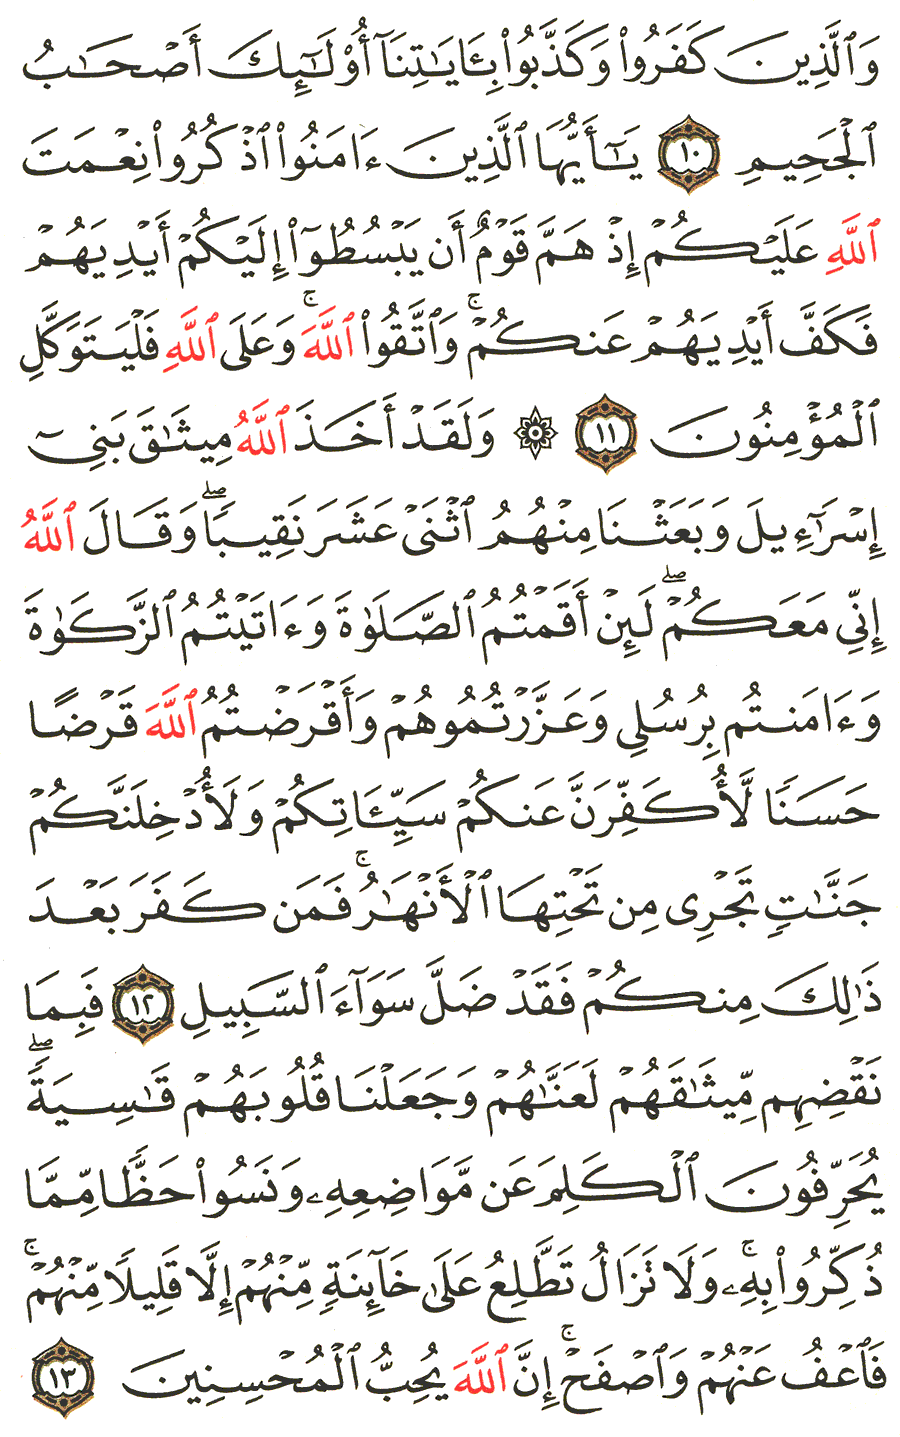 وَٱلَّذِينَ كَفَرُوا۟ وَكَذَّبُوا۟ بِـَٔايَـٰتِنَآ أُو۟لَـٰٓئِكَ أَصْحَـٰبُ
ٱلْجَحِيمِ ١٠ يَـٰٓأَيُّهَا ٱلَّذِينَ ءَامَنُوا۟ ٱذْكُرُوا۟ نِعْمَتَ
ٱللَّهِ عَلَيْكُمْ إِذْ هَمَّ قَوْمٌ أَن يَبْسُطُوٓا۟ إِلَيْكُمْ أَيْدِيَهُمْ
فَكَفَّ أَيْدِيَهُمْ عَنكُمْ ۚ وَٱتَّقُوا۟ ٱللَّهَ ۚ وَعَلَى ٱللَّهِ فَلْيَتَوَكَّلِ
ٱلْمُؤْمِنُونَ ١١ ۞ وَلَقَدْ أَخَذَ ٱللَّهُ مِيثَـٰقَ بَنِىٓ
إِسْرَٰٓءِيلَ وَبَعَثْنَا مِنْهُمُ ٱثْنَىْ عَشَرَ نَقِيبًا ۖ وَقَالَ ٱللَّهُ
إِنِّى مَعَكُمْ ۖ لَئِنْ أَقَمْتُمُ ٱلصَّلَوٰةَ وَءَاتَيْتُمُ ٱلزَّكَوٰةَ
وَءَامَنتُم بِرُسُلِى وَعَزَّرْتُمُوهُمْ وَأَقْرَضْتُمُ ٱللَّهَ قَرْضًا
حَسَنًا لَّأُكَفِّرَنَّ عَنكُمْ سَيِّـَٔاتِكُمْ وَلَأُدْخِلَنَّكُمْ
جَنَّـٰتٍ تَجْرِى مِن تَحْتِهَا ٱلْأَنْهَـٰرُ ۚ فَمَن كَفَرَ بَعْدَ
ذَٰلِكَ مِنكُمْ فَقَدْ ضَلَّ سَوَآءَ ٱلسَّبِيلِ ١٢ فَبِمَا
نَقْضِهِم مِّيثَـٰقَهُمْ لَعَنَّـٰهُمْ وَجَعَلْنَا قُلُوبَهُمْ قَـٰسِيَةً ۖ
يُحَرِّفُونَ ٱلْكَلِمَ عَن مَّوَاضِعِهِۦ وَنَسُوا۟ حَظًّا مِّمَّا
ذُكِّرُوا۟ بِهِۦ ۚ وَلَا تَزَالُ تَطَّلِعُ عَلَىٰ خَآئِنَةٍ مِّنْهُمْ إِلَّا قَلِيلًا مِّنْهُمْ ۖ
فَٱعْفُ عَنْهُمْ وَٱصْفَحْ ۚ إِنَّ ٱللَّهَ يُحِبُّ ٱلْمُحْسِنِينَ ١٣